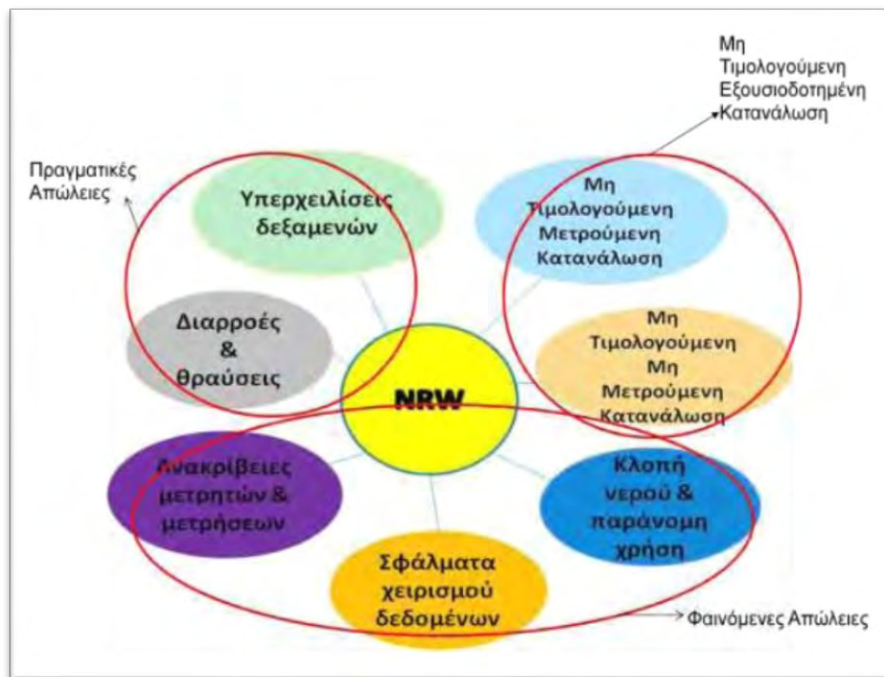 Μη
Τιμολογούμενη
Εξουσιοδοτημένη
Κατανάλωση
Πραγματικές
Απώλειες
Υπερχειλίσεις
δεξαμενών
Μη
Τιμολογούμενη
Μετρούμενη
Κατανάλωση
Διαρροές
&
θραύσεις
Μη
Τιμολογούμενη
Μη
Μετρούμενη
Κατανάλωση
NRW
Ανακρίβειες
μετρητών &
μετρήσεων
Κλοπή
νερού &
παράνομη
χρήση
Σφάλματα
χειρισμού
δεδομένων
Φαινόμενες Απώλειες